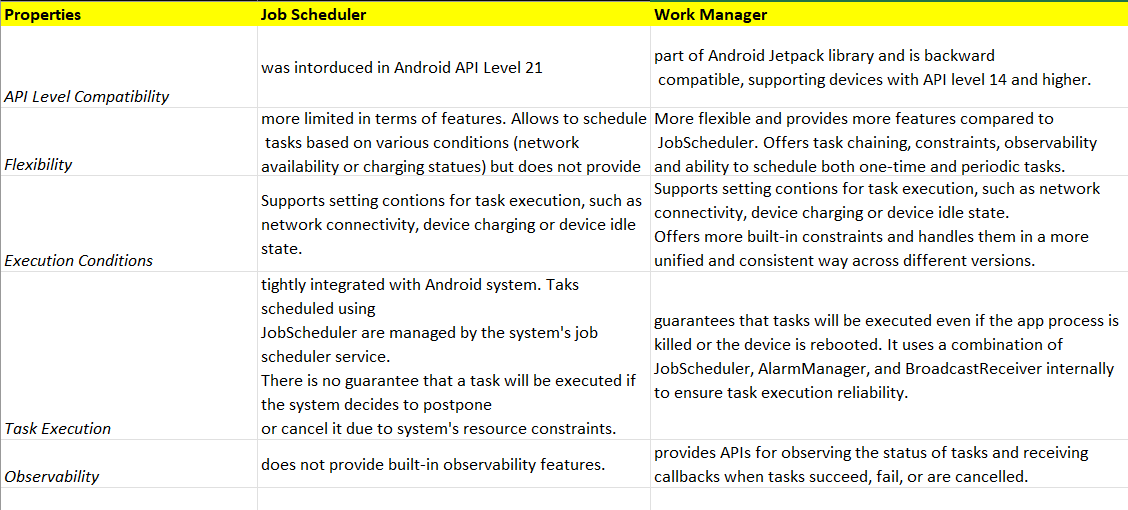 Properties Job Scheduler Work Manager
API Level Compatibility
was intorduced in Android API Level 21
part of Android Jetpack library and is backward
compatible, supporting devices with API level 14 and higher.
Flexibility
more limited in terms of features. Allows to schedule
tasks based on various conditions (network
availability or charging statues) but does not provide
More flexible and provides more features compared to
JobScheduler. Offers task chaining, constraints, observability
and ability to schedule both one-time and periodic tasks.
Execution Conditions
Supports setting contions for task execution, such as
network connectivity, device charging or device idle
state.
Supports setting contions for task execution, such as network
connectivity, device charging or device idle state.
Offers more built-in constraints and handles them in a more
unified and consistent way across different versions.
Task Execution
tightly integrated with Android system. Taks
scheduled using
JobScheduler are managed by the system's job
scheduler service.
There is no guarantee that a task will be executed if
the system decides to postpone
or cancel it due to system's resource constraints.
guarantees that tasks will be executed even if the app process is
killed or the device is rebooted. It uses a combination of
JobScheduler, AlarmManager, and BroadcastReceiver internally
to ensure task execution reliability.
Observability
does not provide built-in observability features.
provides APIs for observing the status of tasks and receiving
callbacks when tasks succeed, fail, or are cancelled.